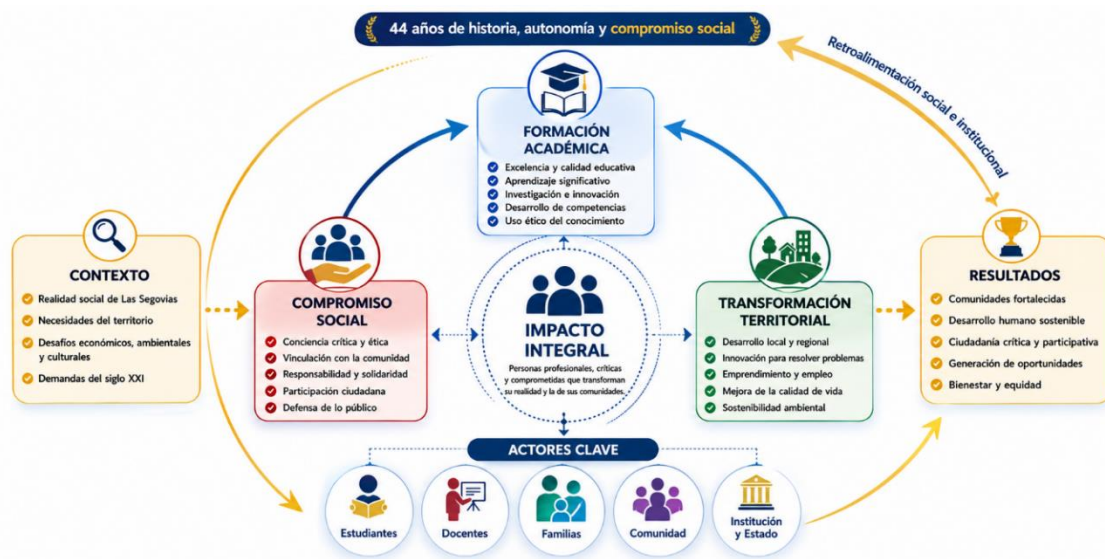 44 años de historia, autonomía y compromiso social
Retroalimentación social e institucional
FORMACIÓN
ACADÉMICA
Excelencia y calidad educativa
Aprendizaje significativo
Investigación e innovación
Desarrollo de competencias
Uso ético del conocimiento
CONTEXTO
Realidad social de Las Segovias
Necesidades del territorio
Desafíos económicos, ambientales
y culturales
Demandas del siglo XXI
COMPROMISO
SOCIAL
Conciencia crítica y ética
Vinculación con la comunidad
Responsabilidad y solidaridad
Participación ciudadana
Defensa de lo público
IMPACTO
INTEGRAL
Personas profesionales, críticas
y comprometidas que transforman
su realidad y la de sus comunidades.
TRANSFORMACIÓN
TERRITORIAL
Desarrollo local y regional
Innovación para resolver problemas
Emprendimiento y empleo
Mejora de la calidad de vida
Sostenibilidad ambiental
RESULTADOS
Comunidades fortalecidas
Desarrollo humano sostenible
Ciudadanía crítica y participativa
Generación de oportunidades
Bienestar y equidad
ACTORES CLAVE
Estudiantes
Docentes
Familias
Comunidad
Institución
y Estado